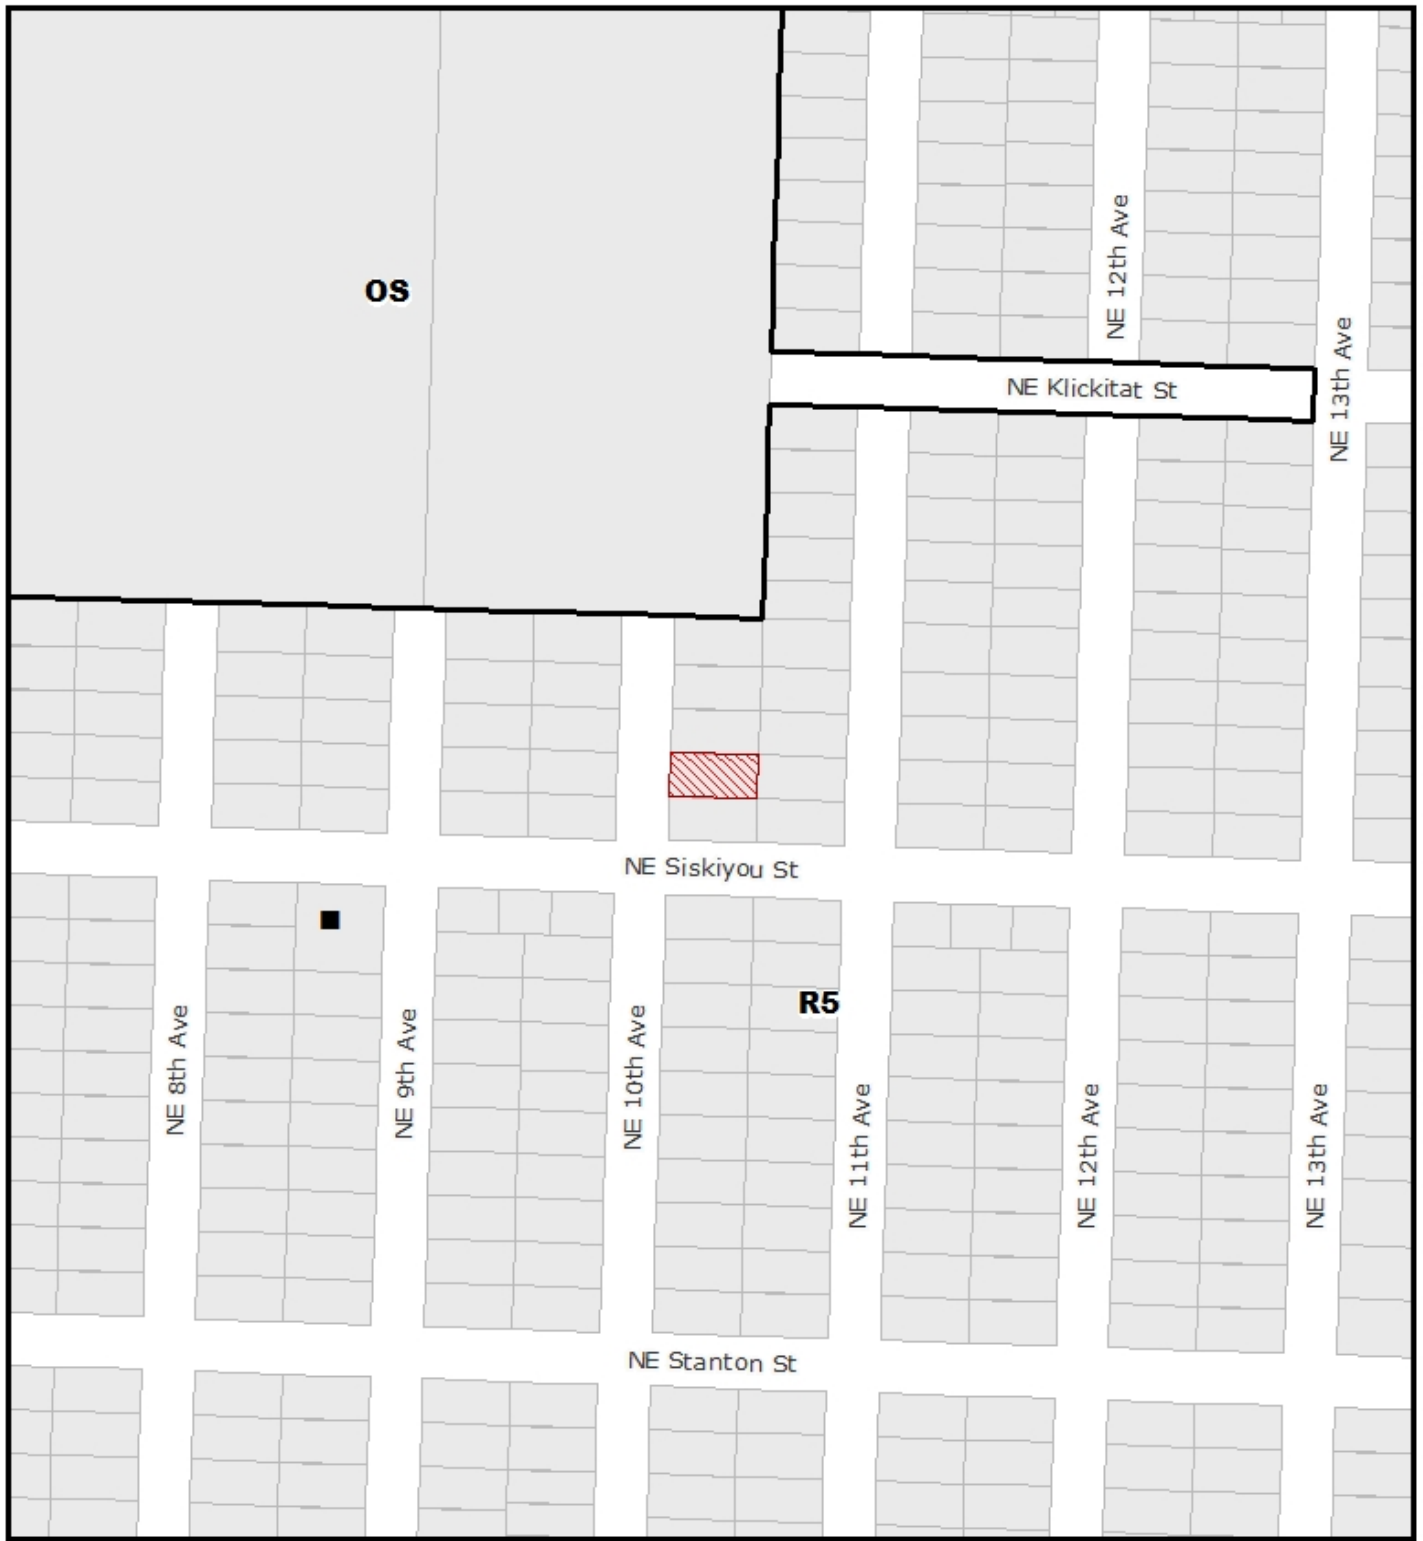 NE 12th Ave
OS
NE 13th Ave
NE Klickitat St
NE Siskiyou St
R5
NE 8th Ave
NE 9th Ave
NE 10th Ave
NE 11th Ave
NE 12th Ave
NE 13th Ave
NE Stanton St